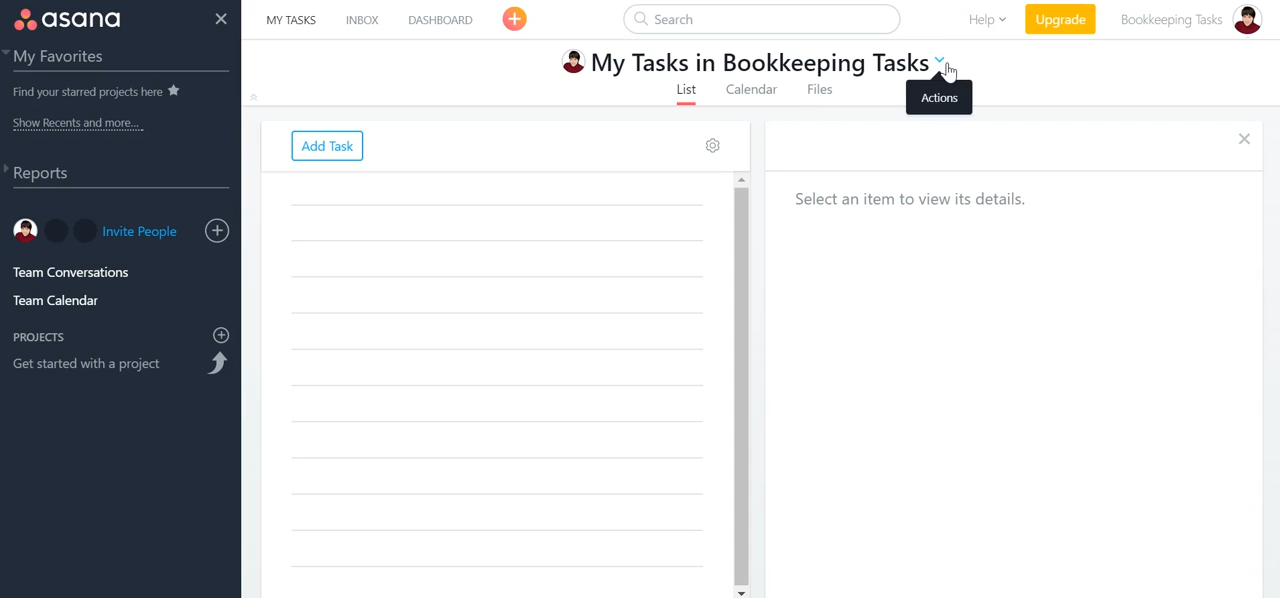 asana
My Favorites
Find your starred projects here
Show Recents and more...
Reports
Invite People
Team Conversations
Team Calendar
PROJECTS
Get started with a project
MY TASKS INBOX DASHBOARD Search Help Upgrade Bookkeeping Tasks
My Tasks in Bookkeeping Tasks
List Calendar Files
Actions
Add Task
Select an item to view its details.